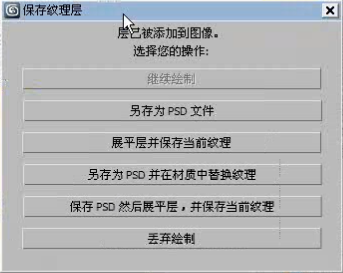 保存纹理层
层已被添加到图像。
选择您的操作:
继续绘制
另存为 PSD 文件
展平层并保存当前纹理
另存为 PSD 并在材质中替换纹理
保存 PSD 然后展平层，并保存当前纹理
丢弃绘制